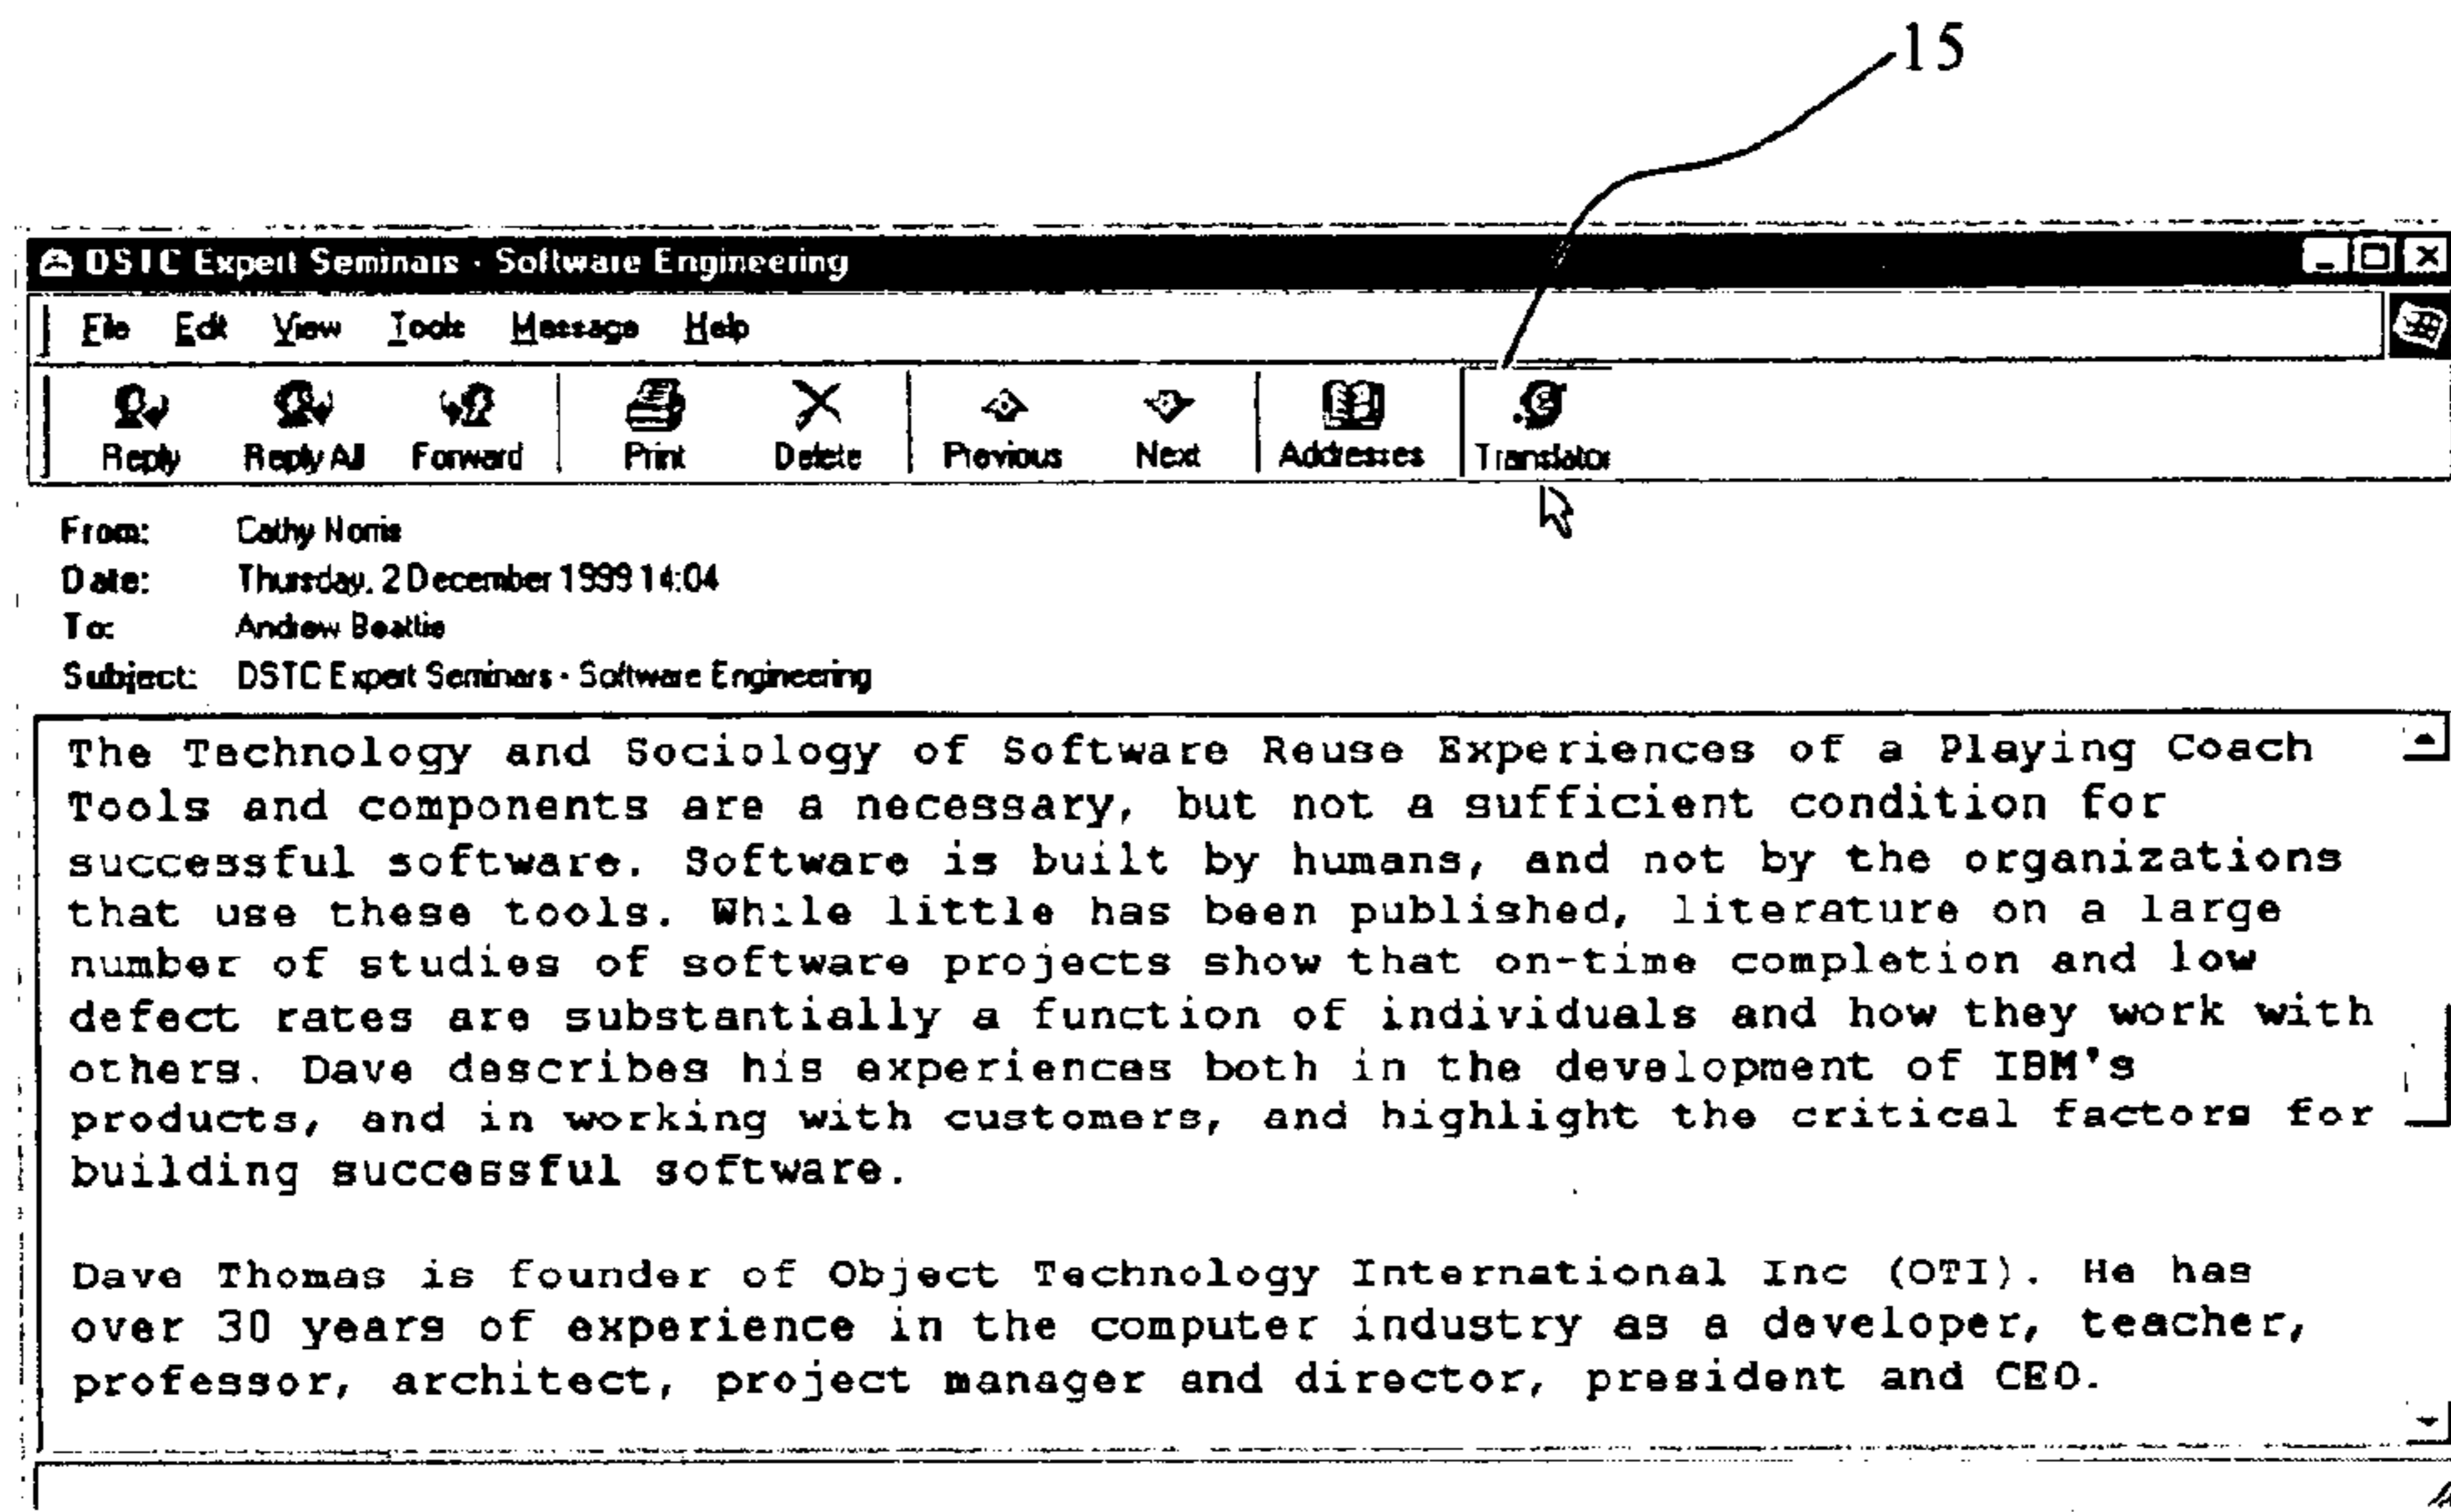 15
DSTC Expert Seminars - Software Engineering
File Edit View Tools Message Help
Reply Reply All Forward Print Delete Previous Next Addresses Translator
From: Cathy Norris
Date: Thursday, 2 December 1999 14:04
To: Andrew Beattie
Subject: DSTC Expert Seminars - Software Engineering
The Technology and Sociology of Software Reuse Experiences of a Playing Coach
Tools and components are a necessary, but not a sufficient condition for
successful software. Software is built by humans, and not by the organizations
that use these tools. While little has been published, literature on a large
number of studies of software projects show that on-time completion and low
defect rates are substantially a function of individuals and how they work with
others. Dave describes his experiences both in the development of IBM's
products, and in working with customers, and highlight the critical factors for
building successful software.
Dave Thomas is founder of Object Technology International Inc (OTI). He has
over 30 years of experience in the computer industry as a developer, teacher,
professor, architect, project manager and director, president and CEO.